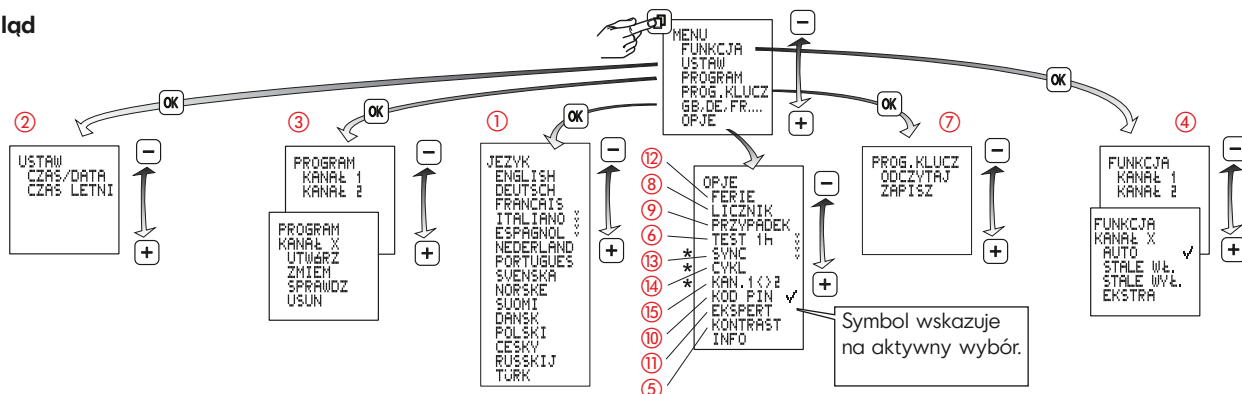 ląd
MENU
FUNKCJA
USTAW
PROGRAM
PROG.KLUCZ
GB,DE,FR....
OPJE
−
+
OK
OK
OK
OK
OK
②
USTAW
CZAS/DATA
CZAS LETNI
−
+
③
PROGRAM
KANAŁ 1
KANAŁ 2
PROGRAM
KANAŁ X
UTWóRZ
ZMIEM
SPRAWDZ
USUN
−
+
①
JEZYK
ENGLISH
DEUTSCH
FRANCAIS
ITALIANO
ESPAGNOL
NEDERLAND
PORTUGUES
SVENSKA
NORSKE
SUOMI
DANSK
POLSKI
CESKY
RUSSKIJ
TÜRK
−
+
OPJE
⑫ FERIE
⑧ LICZNIK
⑨ PRZYPADEK
⑥ TEST 1h
⑬ * SYNC
⑭ * CYKL
⑮ * KAN.1<>2
⑩ KOD PIN ✓
⑪ EKSPERT
⑤ KONTRAST
INFO
−
+
Symbol wskazuje
na aktywny wybór.
⑦
PROG.KLUCZ
ODCZYTAJ
ZAPISZ
−
+
④
FUNKCJA
KANAŁ 1
KANAŁ 2
FUNKCJA
KANAŁ X
AUTO ✓
STALE WŁ.
STALE WYŁ.
EKSTRA
−
+